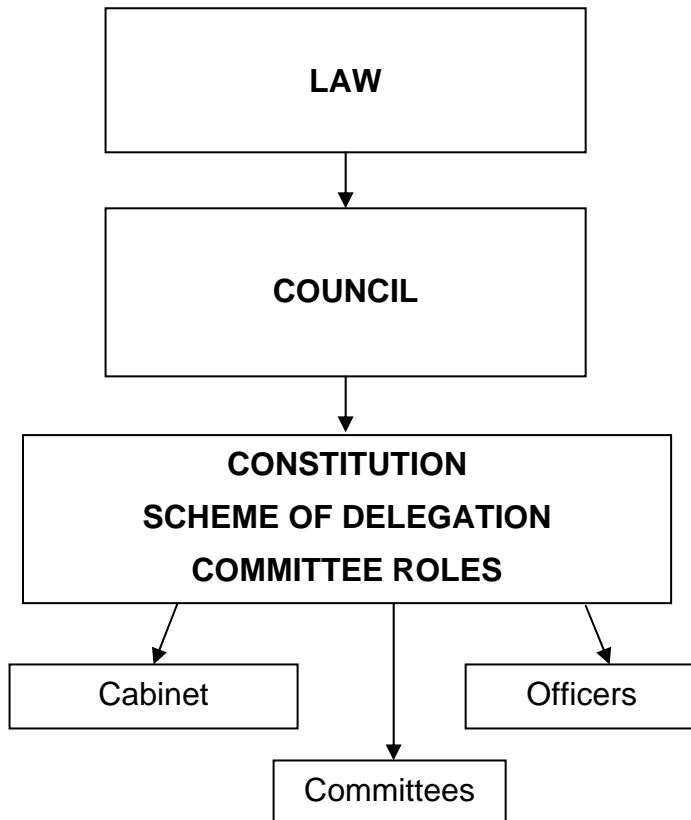 LAW
COUNCIL
CONSTITUTION
SCHEME OF DELEGATION
COMMITTEE ROLES
Cabinet
Officers
Committees